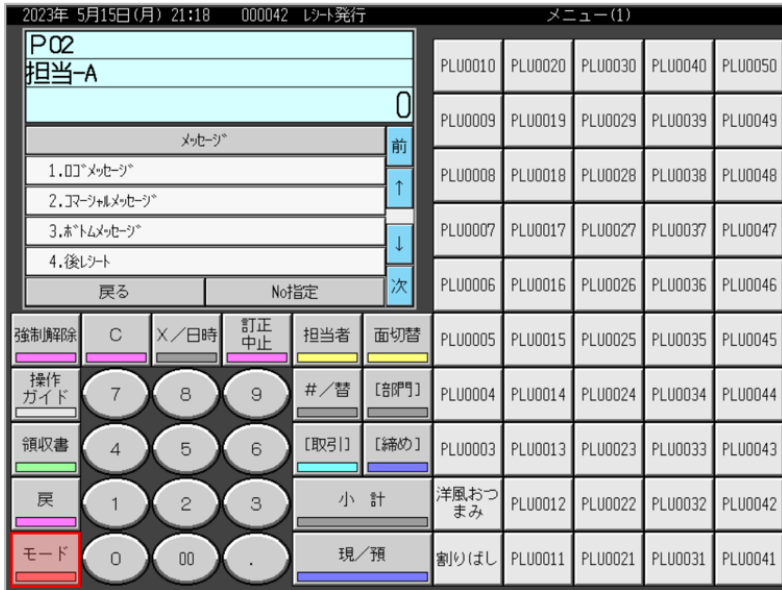 2023年 5月15日(月) 21:18 000042 ﾚｼｰﾄ発行 メニュー(1)
P02
担当-A
0
ﾒｯｾｰｼﾞ
前
1.ﾛｺﾞﾒｯｾｰｼﾞ
↑
2.ｺﾏｰｼｬﾙﾒｯｾｰｼﾞ
3.ﾎﾞﾄﾑﾒｯｾｰｼﾞ
↓
4.後ﾚｼｰﾄ
戻る No指定 次
PLU0010 PLU0020 PLU0030 PLU0040 PLU0050
PLU0009 PLU0019 PLU0029 PLU0039 PLU0049
PLU0008 PLU0018 PLU0028 PLU0038 PLU0048
PLU0007 PLU0017 PLU0027 PLU0037 PLU0047
PLU0006 PLU0016 PLU0026 PLU0036 PLU0046
強制解除 C X／日時 訂正
中止 担当者 面切替 PLU0005 PLU0015 PLU0025 PLU0035 PLU0045
操作
ガイド 7 8 9 #／替 [部門] PLU0004 PLU0014 PLU0024 PLU0034 PLU0044
領収書 4 5 6 [取引] [締め] PLU0003 PLU0013 PLU0023 PLU0033 PLU0043
戻 1 2 3 小 計 洋風おつ
まみ PLU0012 PLU0022 PLU0032 PLU0042
モード 0 00 . 現／預 割りばし PLU0011 PLU0021 PLU0031 PLU0041